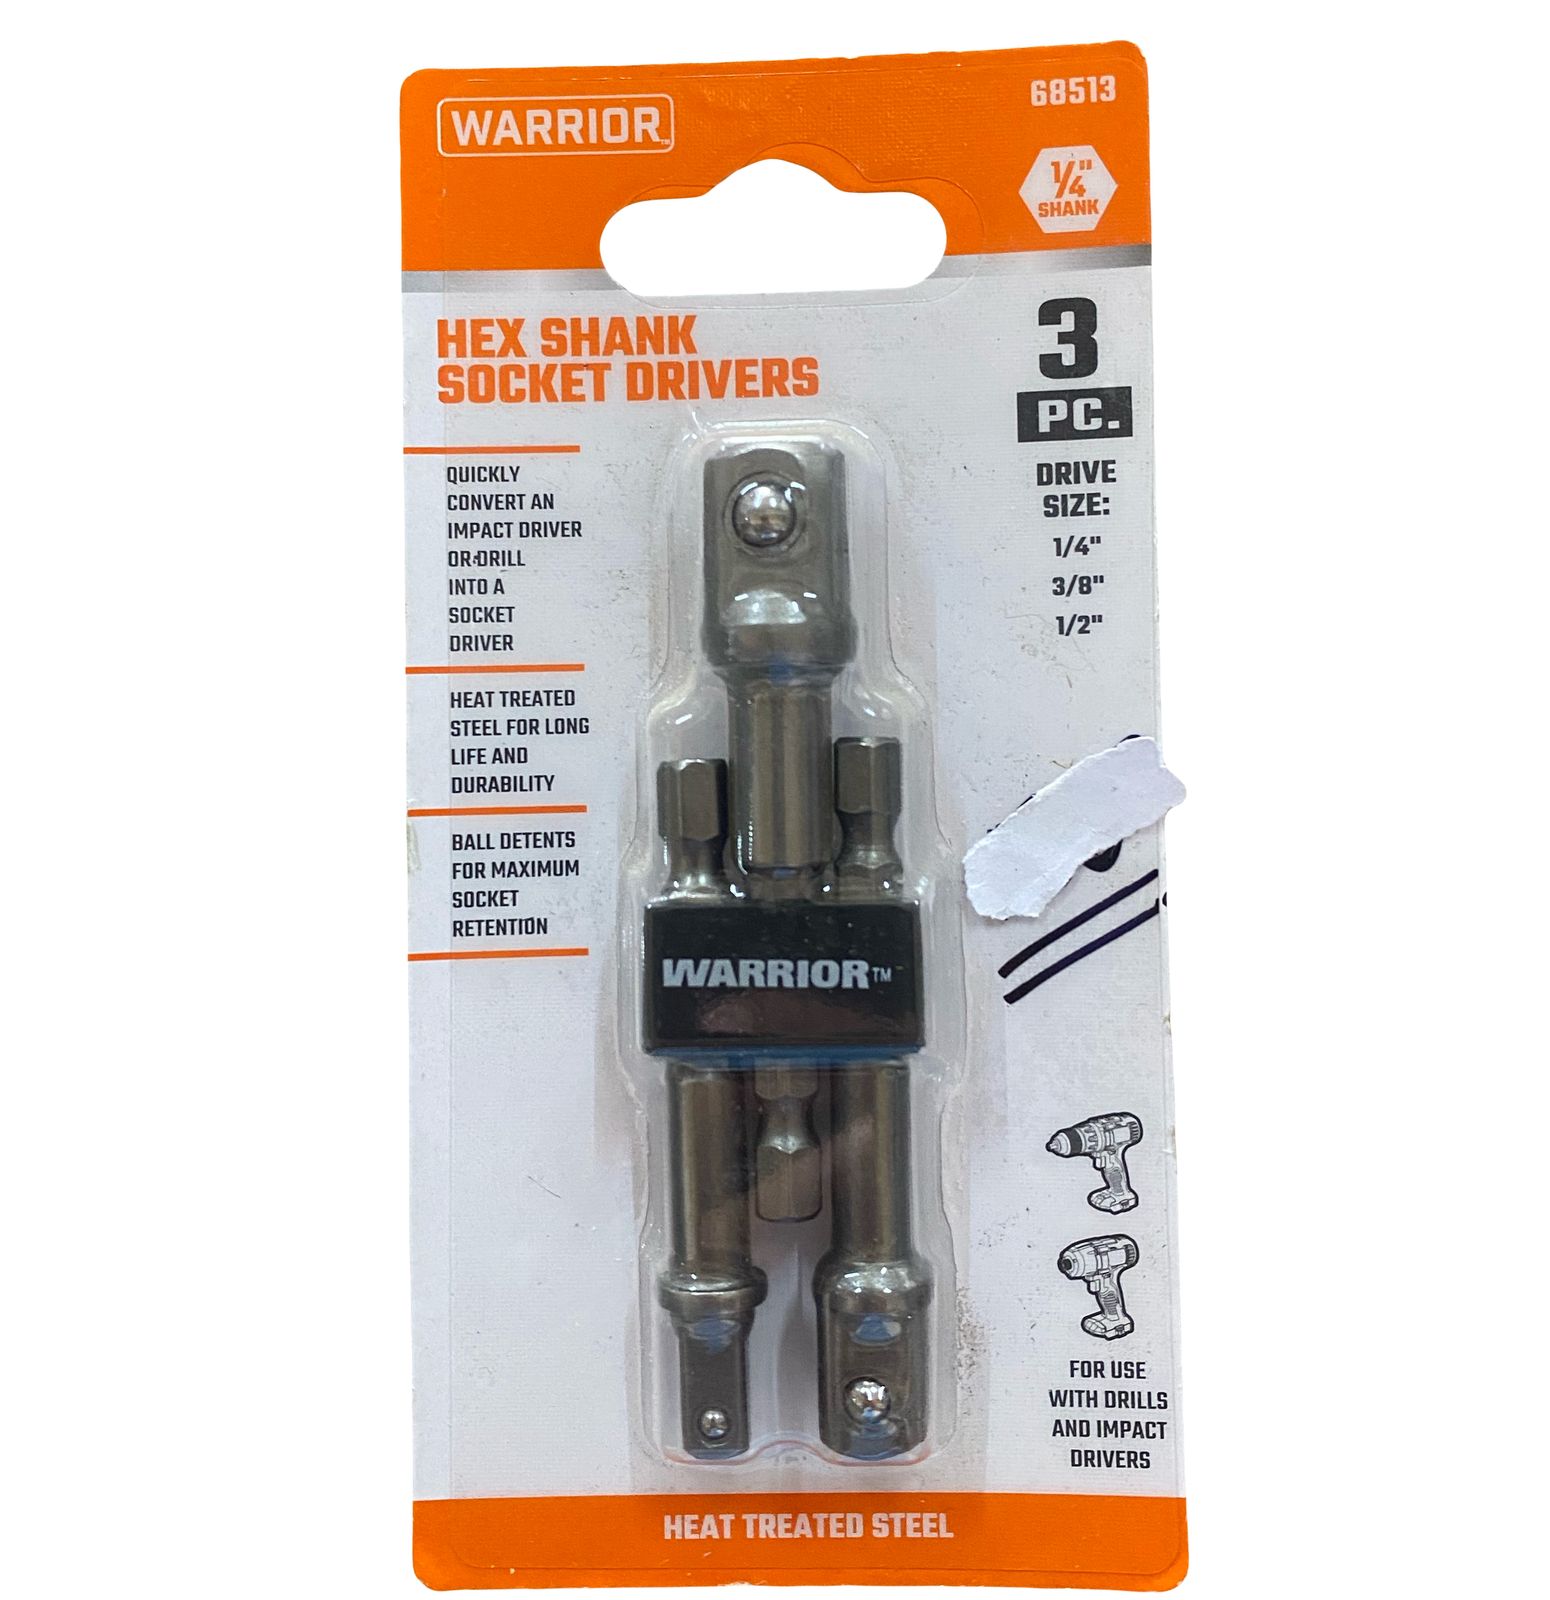 WARRIOR™
68513
1/4"
SHANK
HEX SHANK
SOCKET DRIVERS
3
PC.
DRIVE
SIZE:
1/4"
3/8"
1/2"
QUICKLY
CONVERT AN
IMPACT DRIVER
OR DRILL
INTO A
SOCKET
DRIVER
HEAT TREATED
STEEL FOR LONG
LIFE AND
DURABILITY
BALL DETENTS
FOR MAXIMUM
SOCKET
RETENTION
WARRIOR™
FOR USE
WITH DRILLS
AND IMPACT
DRIVERS
HEAT TREATED STEEL